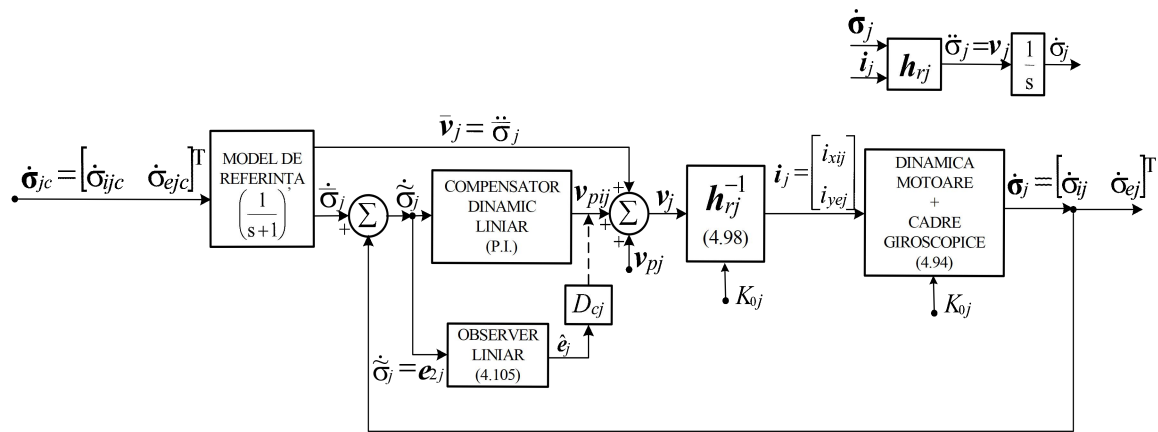 σ̇_j
i_j
h_rj
σ̈_j = v_j
1/s
σ̇_j
σ̇_jc = [σ̇_ijc σ̇_ejc]^T
MODEL DE
REFERINȚA
(1/(s+1))
v̄_j = σ̄̈_j
σ̄̇_j
+
Σ
σ̃̇_j
COMPENSATOR
DINAMIC
LINIAR
(P.I.)
v_pij
+
+
+
Σ
v_pj
v_j
h_rj^-1
(4.98)
K_0j
i_j = [i_xij
i_yej]
DINAMICA
MOTOARE
+
CADRE
GIROSCOPICE
(4.94)
K_0j
σ̇_j = [σ̇_ij σ̇_ej]^T
D_cj
σ̃̇_j = e_2j
OBSERVER
LINIAR
(4.105)
ê_j